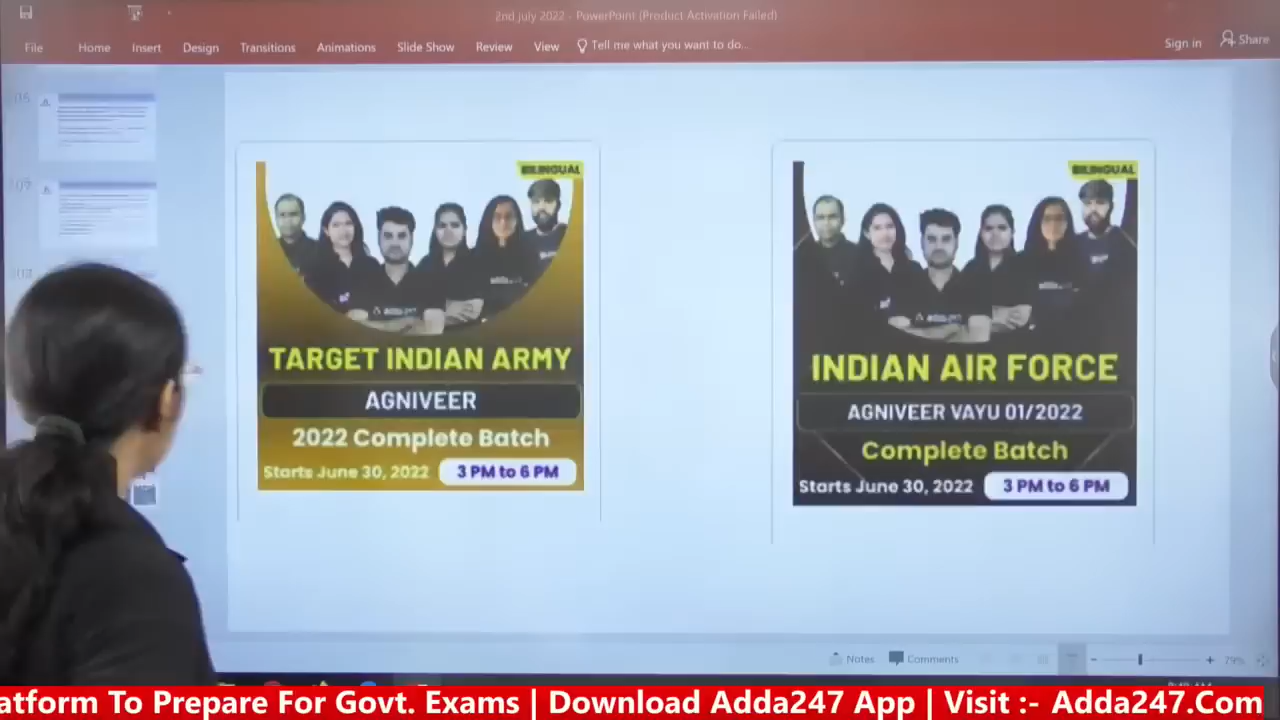 2nd july 2022 - PowerPoint (Product Activation Failed)
File Home Insert Design Transitions Animations Slide Show Review View Tell me what you want to do...
Sign in Share
BILINGUAL
TARGET INDIAN ARMY
AGNIVEER
2022 Complete Batch
Starts June 30, 2022 3 PM to 6 PM
BILINGUAL
INDIAN AIR FORCE
AGNIVEER VAYU 01/2022
Complete Batch
Starts June 30, 2022 3 PM to 6 PM
Notes Comments 79%
atform To Prepare For Govt. Exams | Download Adda247 App | Visit :- Adda247.Com